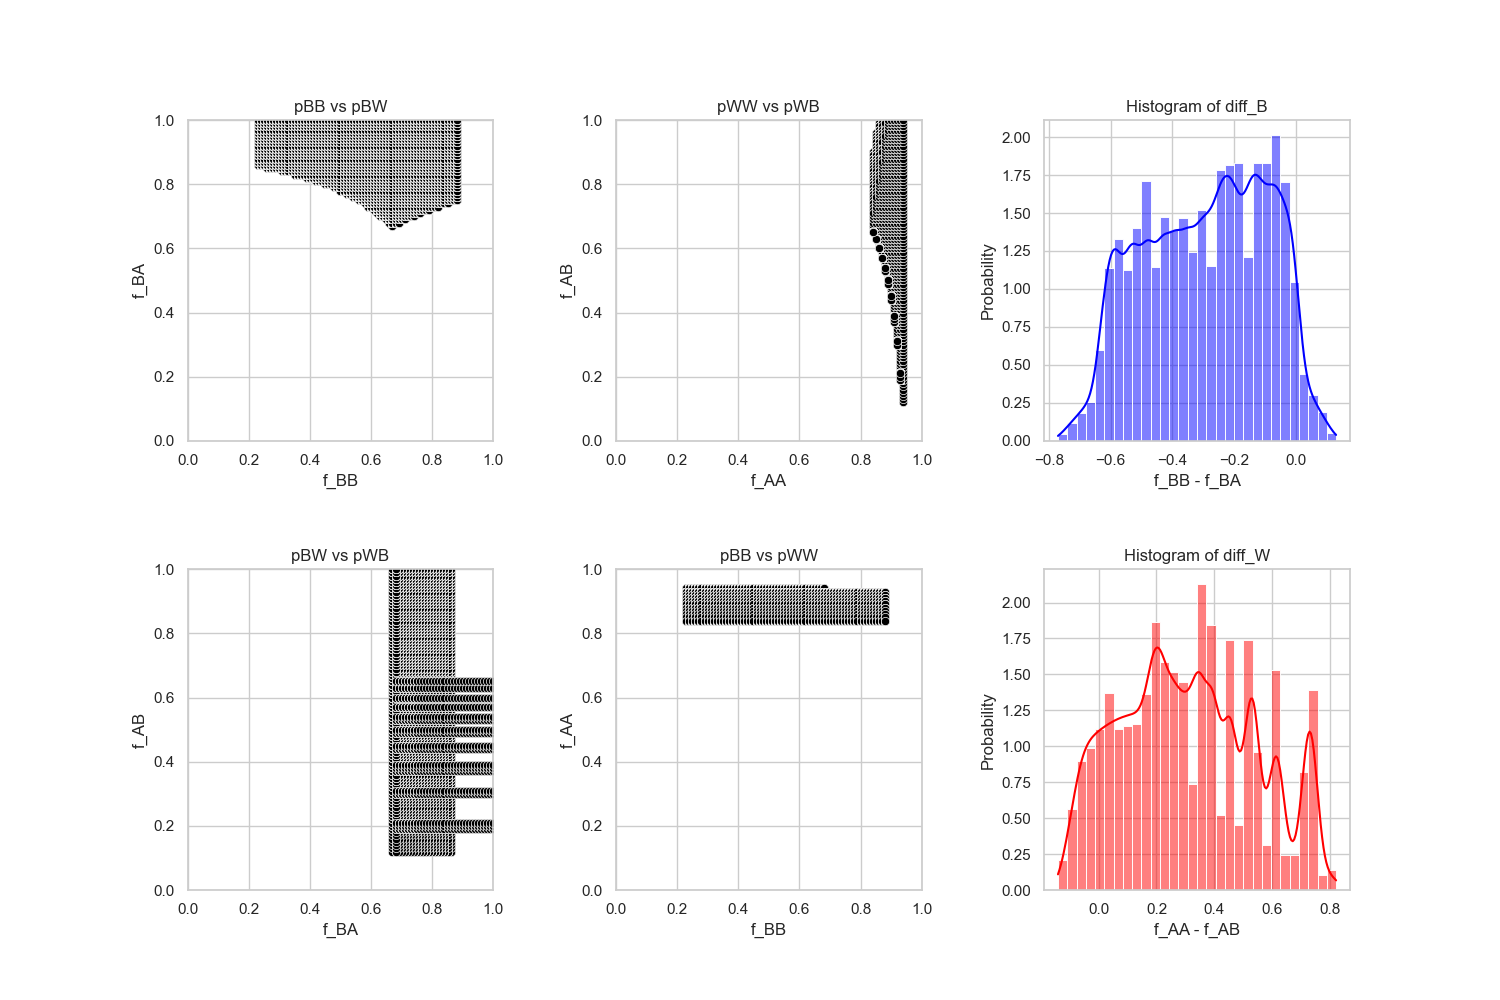 pBB vs pBW
1.0
0.8
0.6
0.4
0.2
0.0
f_BA
0.0 0.2 0.4 0.6 0.8 1.0
f_BB
pWW vs pWB
1.0
0.8
0.6
0.4
0.2
0.0
f_AB
0.0 0.2 0.4 0.6 0.8 1.0
f_AA
Histogram of diff_B
2.00
1.75
1.50
1.25
1.00
0.75
0.50
0.25
0.00
Probability
−0.8 −0.6 −0.4 −0.2 0.0
f_BB - f_BA
pBW vs pWB
1.0
0.8
0.6
0.4
0.2
0.0
f_AB
0.0 0.2 0.4 0.6 0.8 1.0
f_BA
pBB vs pWW
1.0
0.8
0.6
0.4
0.2
0.0
f_AA
0.0 0.2 0.4 0.6 0.8 1.0
f_BB
Histogram of diff_W
2.00
1.75
1.50
1.25
1.00
0.75
0.50
0.25
0.00
Probability
0.0 0.2 0.4 0.6 0.8
f_AA - f_AB